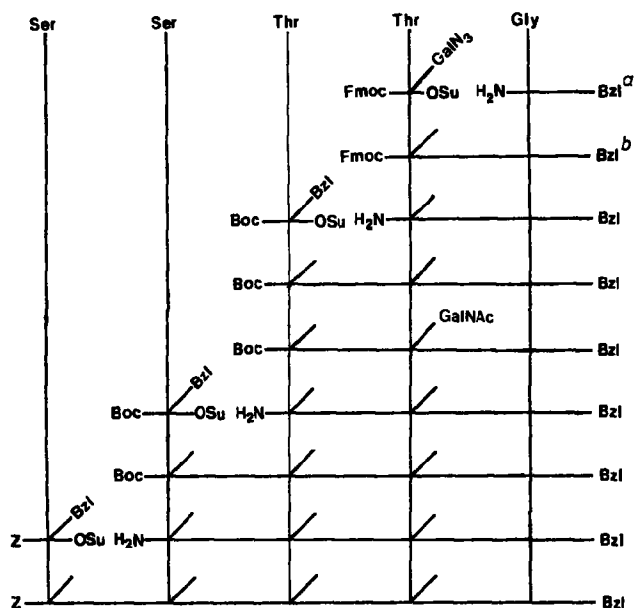 Ser Ser Thr Thr Gly
GalN3
Fmoc OSu H2N Bzl a
Fmoc Bzl b
Bzl
Boc OSu H2N Bzl
Boc Bzl
GalNAc
Boc Bzl
Bzl
Boc OSu H2N Bzl
Boc Bzl
Bzl
Z OSu H2N Bzl
Z Bzl